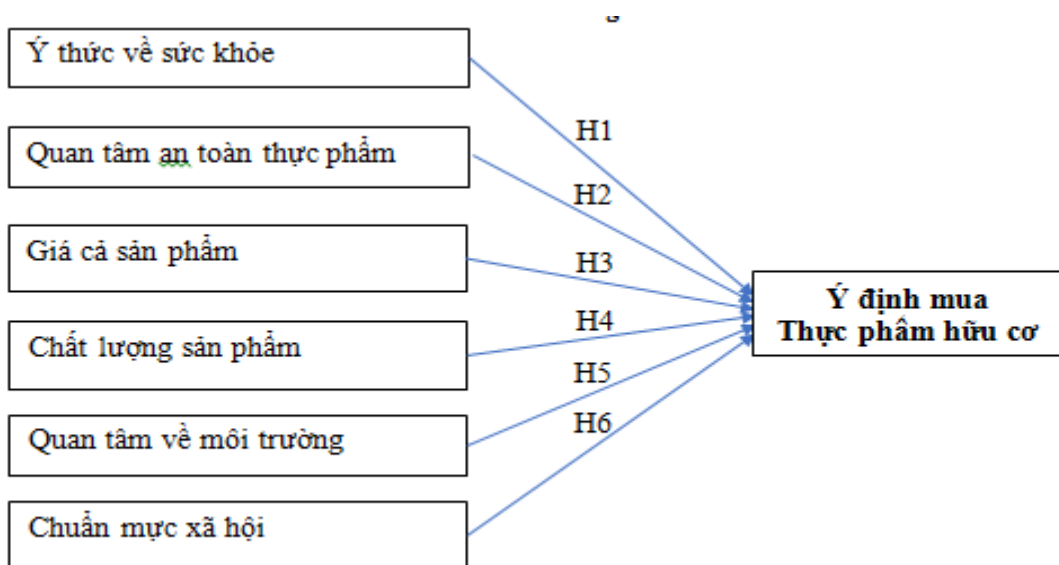 Ý thức về sức khỏe
H1
Quan tâm an toàn thực phẩm
H2
Giá cả sản phẩm
H3
Ý định mua
Thực phẩm hữu cơ
H4
Chất lượng sản phẩm
H5
Quan tâm về môi trường
H6
Chuẩn mực xã hội